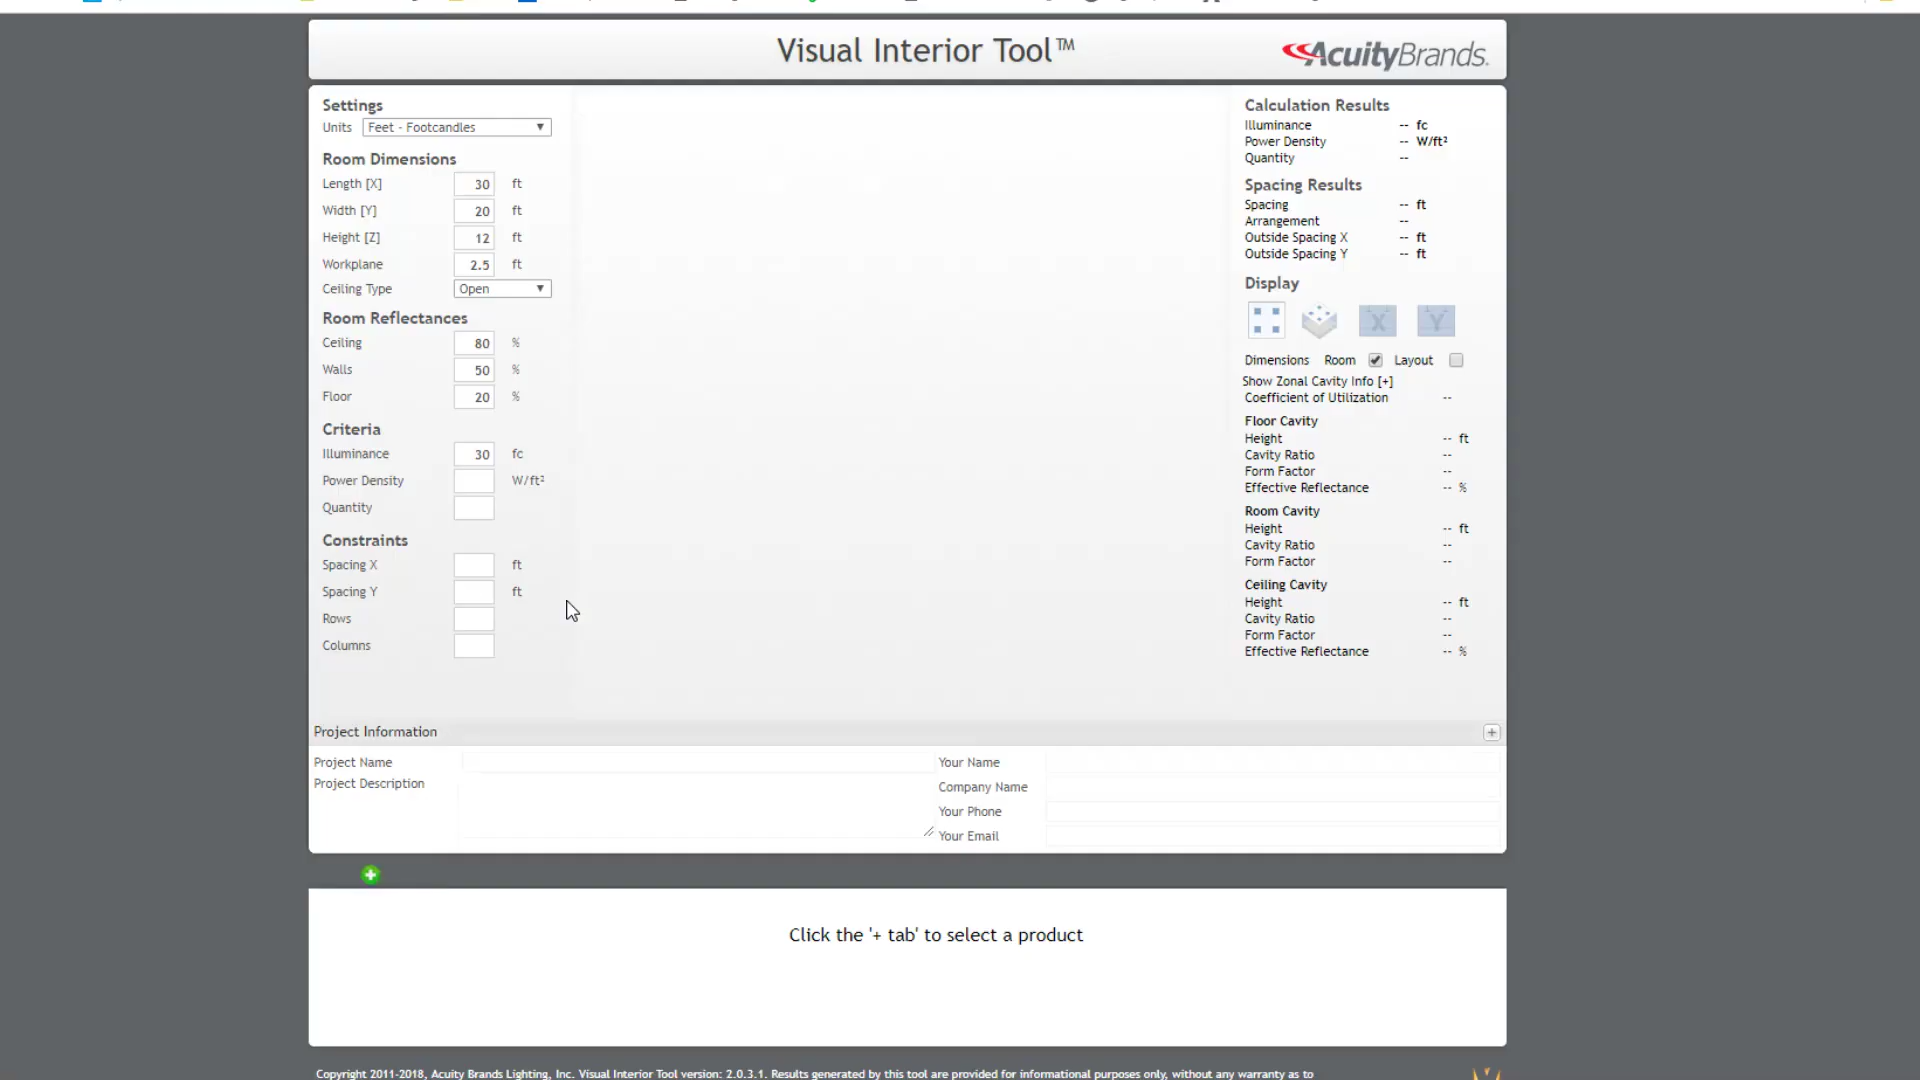 Visual Interior Tool™
AcuityBrands.
Settings
Units Feet - Footcandles
Room Dimensions
Length [X] 30 ft
Width [Y] 20 ft
Height [Z] 12 ft
Workplane 2.5 ft
Ceiling Type Open
Room Reflectances
Ceiling 80 %
Walls 50 %
Floor 20 %
Criteria
Illuminance 30 fc
Power Density W/ft²
Quantity
Constraints
Spacing X ft
Spacing Y ft
Rows
Columns
Calculation Results
Illuminance -- fc
Power Density -- W/ft²
Quantity --
Spacing Results
Spacing -- ft
Arrangement --
Outside Spacing X -- ft
Outside Spacing Y -- ft
Display
X Y
Dimensions Room Layout
Show Zonal Cavity Info [+]
Coefficient of Utilization --
Floor Cavity
Height -- ft
Cavity Ratio --
Form Factor --
Effective Reflectance -- %
Room Cavity
Height -- ft
Cavity Ratio --
Form Factor --
Ceiling Cavity
Height -- ft
Cavity Ratio --
Form Factor --
Effective Reflectance -- %
Project Information +
Project Name
Project Description
Your Name
Company Name
Your Phone
Your Email
Click the '+ tab' to select a product
Copyright 2011-2018, Acuity Brands Lighting, Inc. Visual Interior Tool version: 2.0.3.1. Results generated by this tool are provided for informational purposes only, without any warranty as to